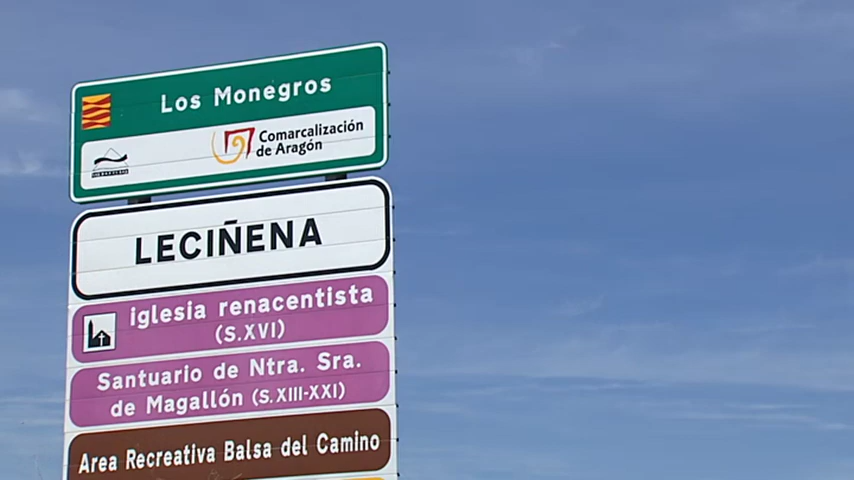 Los Monegros
Comarcalización
de Aragón
LECIÑENA
iglesia renacentista
(S.XVI)
Santuario de Ntra. Sra.
de Magallón (S.XIII-XXI)
Area Recreativa Balsa del Camino